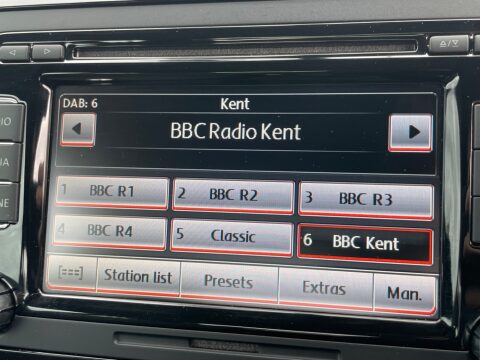 DAB: 6 Kent
BBC Radio Kent
1 BBC R1 2 BBC R2 3 BBC R3
4 BBC R4 5 Classic 6 BBC Kent
Station list Presets Extras Man.